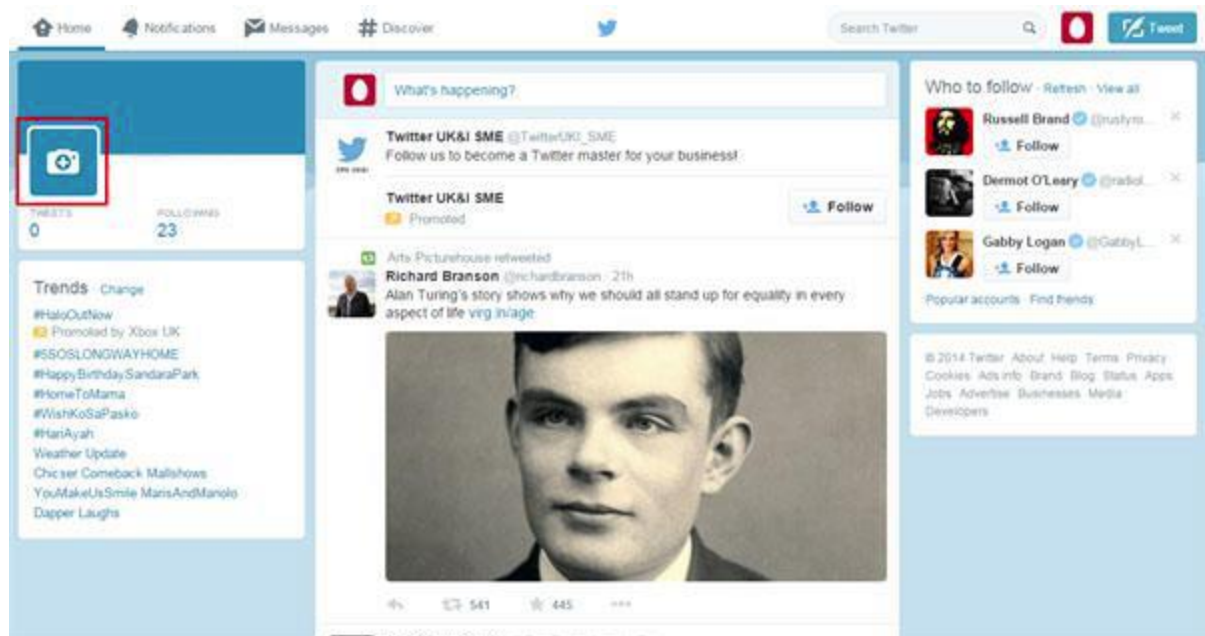 Home Notifications Messages # Discover Search Twitter Tweet
TWEETS FOLLOWING
0 23
Trends Change
#HaloOutNow
Promoted by Xbox UK
#5SOSLONGWAYHOME
#HappyBirthdaySandaraPark
#HomeToMama
#WishKoSaPasko
#HariAyah
Weather Update
Chicser Comeback Mallshows
YouMakeUsSmile MarisAndManolo
Dapper Laughs
What's happening?
Twitter UK&I SME @TwitterUKI_SME
Follow us to become a Twitter master for your business!
Twitter UK&I SME
Promoted
Follow
Arts Picturehouse retweeted
Richard Branson @richardbranson · 21h
Alan Turing's story shows why we should all stand up for equality in every
aspect of life virg.in/age
541 445
Who to follow · Refresh · View all
Russell Brand @rustyro...
Follow
Dermot O'Leary @radiol...
Follow
Gabby Logan @GabbyL...
Follow
Popular accounts · Find friends
© 2014 Twitter About Help Terms Privacy
Cookies Ads info Brand Blog Status Apps
Jobs Advertise Businesses Media
Developers